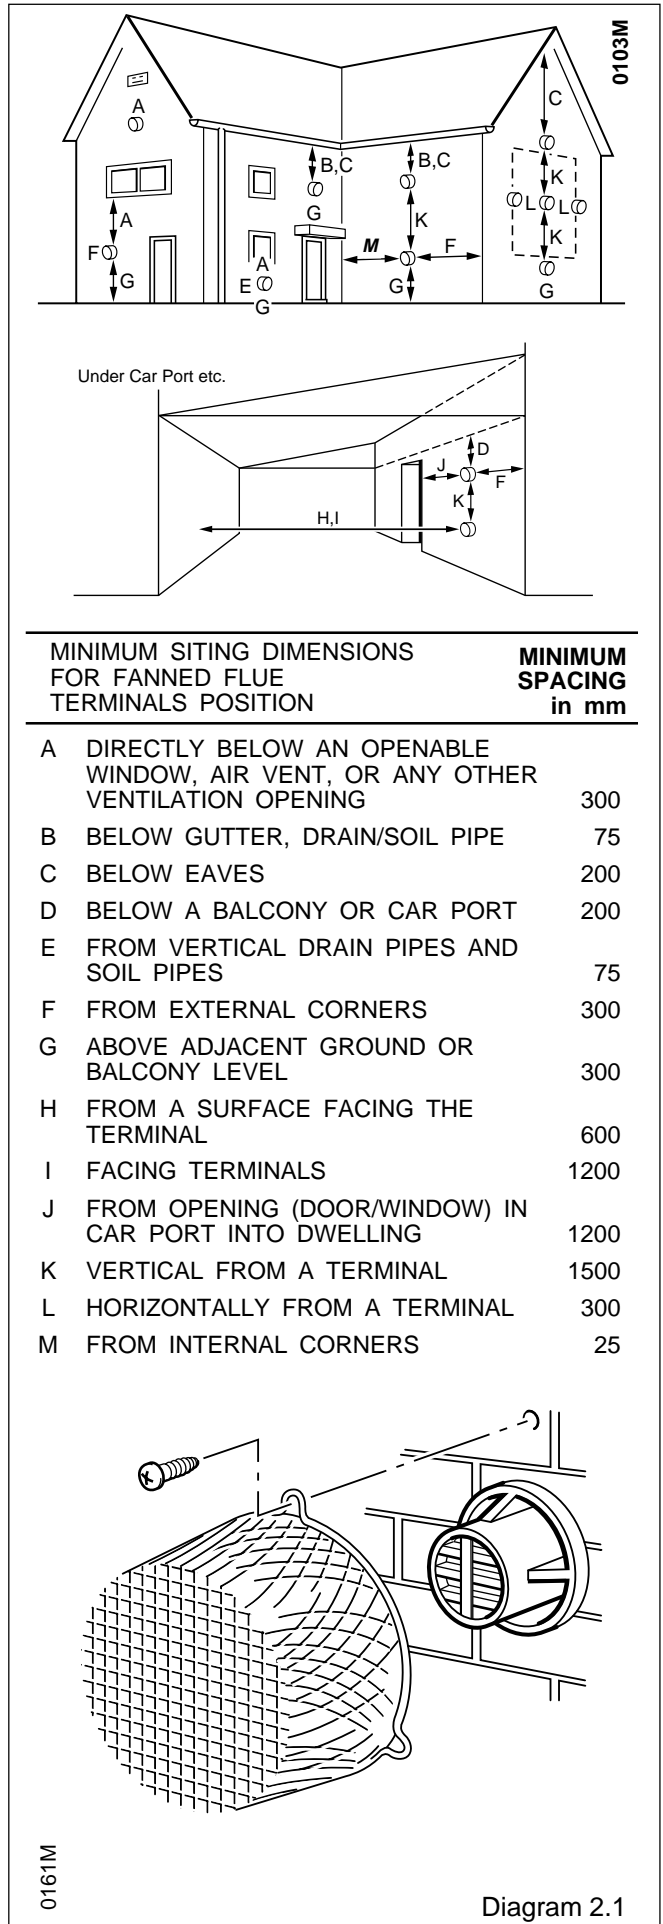 0103M
A
C
B,C
B,C
K
A
G
K
L
L
F
A
M
F
K
G
E
G
G
G
Under Car Port etc.
D
J
F
K
H,I
MINIMUM SITING DIMENSIONS
FOR FANNED FLUE
TERMINALS POSITION
MINIMUM
SPACING
in mm
A DIRECTLY BELOW AN OPENABLE
WINDOW, AIR VENT, OR ANY OTHER
VENTILATION OPENING 300
B BELOW GUTTER, DRAIN/SOIL PIPE 75
C BELOW EAVES 200
D BELOW A BALCONY OR CAR PORT 200
E FROM VERTICAL DRAIN PIPES AND
SOIL PIPES 75
F FROM EXTERNAL CORNERS 300
G ABOVE ADJACENT GROUND OR
BALCONY LEVEL 300
H FROM A SURFACE FACING THE
TERMINAL 600
I FACING TERMINALS 1200
J FROM OPENING (DOOR/WINDOW) IN
CAR PORT INTO DWELLING 1200
K VERTICAL FROM A TERMINAL 1500
L HORIZONTALLY FROM A TERMINAL 300
M FROM INTERNAL CORNERS 25
0161M
Diagram 2.1